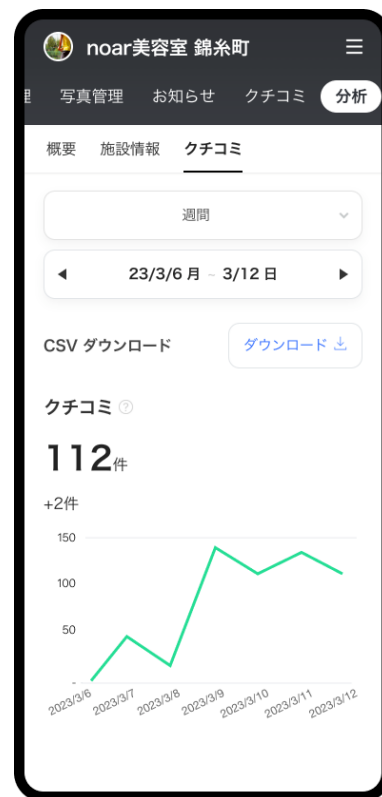 noar美容室 錦糸町
写真管理 お知らせ クチコミ 分析
概要 施設情報 クチコミ
週間
23/3/6 月 ~ 3/12 日
CSV ダウンロード ダウンロード
クチコミ
112件
+2件
150
100
50
-
2023/3/6 2023/3/7 2023/3/8 2023/3/9 2023/3/10 2023/3/11 2023/3/12